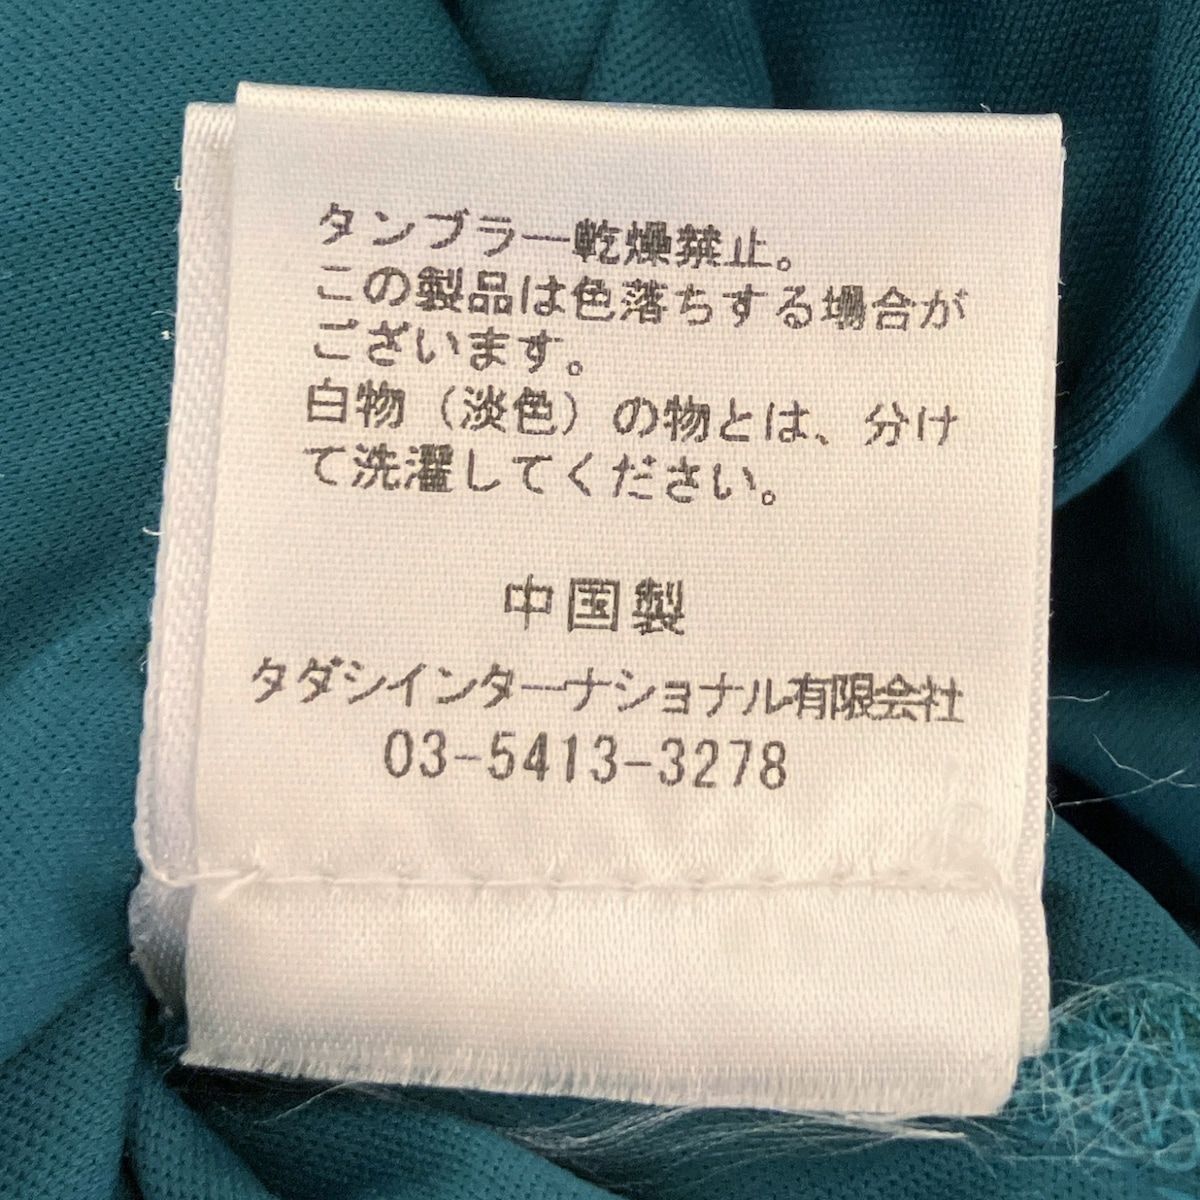 タンブラー乾燥禁止。
この製品は色落ちする場合が
ございます。
白物（淡色）の物とは、分け
て洗濯してください。
中国製
タダシインターナショナル有限会社
03-5413-3278